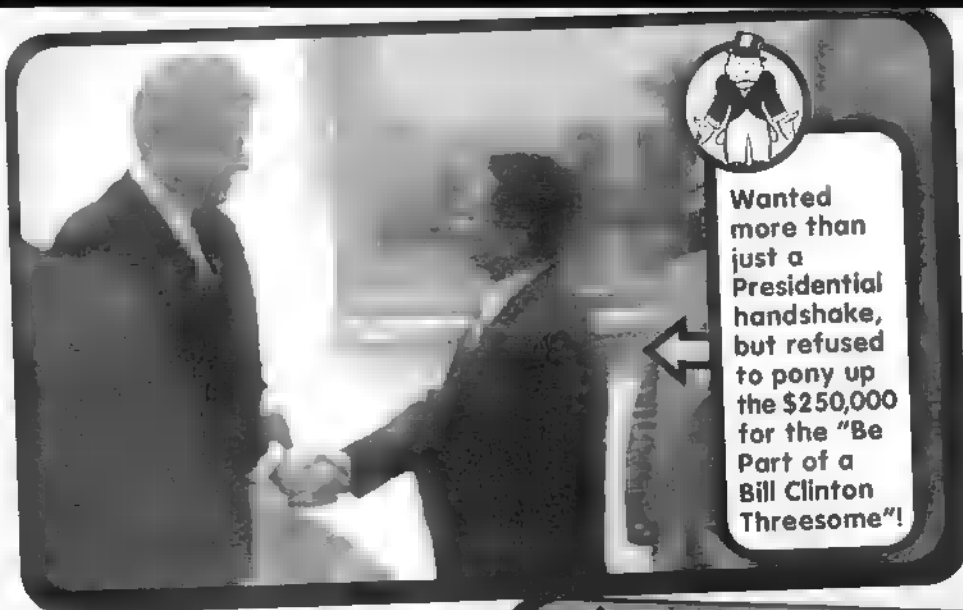 Wanted
more than
just a
Presidential
handshake,
but refused
to pony up
the $250,000
for the "Be
Part of a
Bill Clinton
Threesome"!